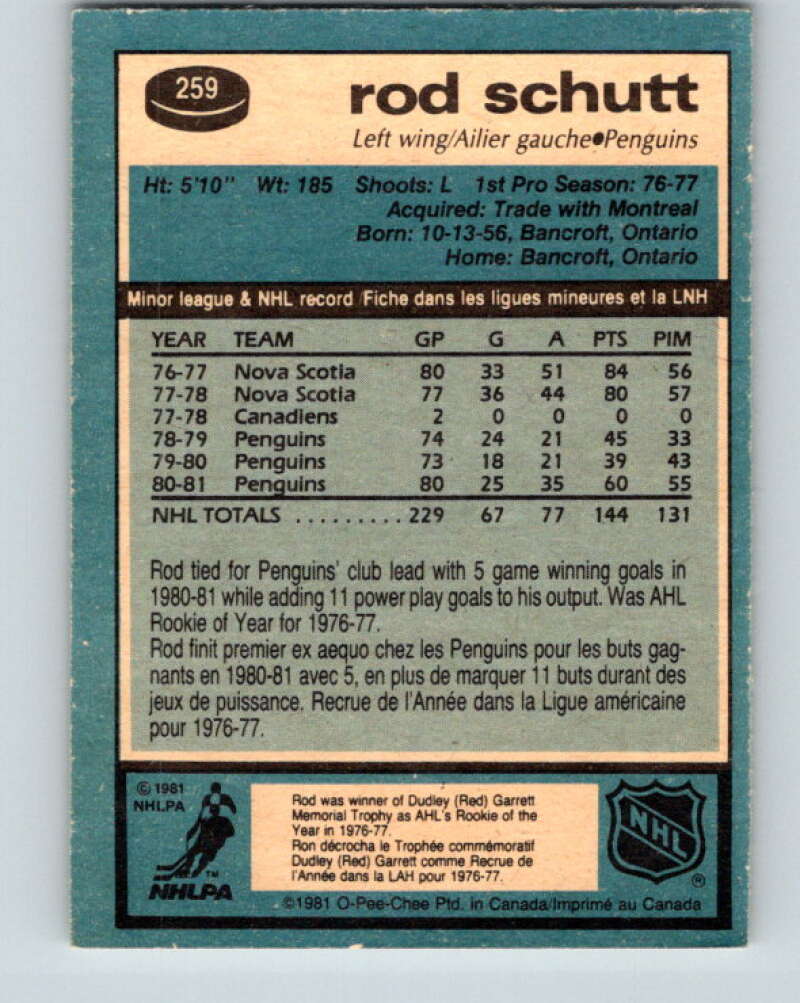 259
rod schutt
Left wing/Ailier gauche●Penguins
Ht: 5'10" Wt: 185 Shoots: L 1st Pro Season: 76-77
Acquired: Trade with Montreal
Born: 10-13-56, Bancroft, Ontario
Home: Bancroft, Ontario
Minor league & NHL record/Fiche dans les ligues mineures et la LNH
YEAR TEAM GP G A PTS PIM
76-77 Nova Scotia 80 33 51 84 56
77-78 Nova Scotia 77 36 44 80 57
77-78 Canadiens 2 0 0 0 0
78-79 Penguins 74 24 21 45 33
79-80 Penguins 73 18 21 39 43
80-81 Penguins 80 25 35 60 55
NHL TOTALS .........229 67 77 144 131
Rod tied for Penguins' club lead with 5 game winning goals in
1980-81 while adding 11 power play goals to his output. Was AHL
Rookie of Year for 1976-77.
Rod finit premier ex aequo chez les Penguins pour les buts gag-
nants en 1980-81 avec 5, en plus de marquer 11 buts durant des
jeux de puissance. Recrue de l'Année dans la Ligue américaine
pour 1976-77.
© 1981
NHLPA
TM
NHLPA
Rod was winner of Dudley (Red) Garrett
Memorial Trophy as AHL's Rookie of the
Year in 1976-77.
Ron décrocha le Trophée commémoratif
Dudley (Red) Garrett comme Recrue de
l'Année dans la LAH pour 1976-77.
NHL
®
©1981 O-Pee-Chee Ptd. in Canada/Imprimé au Canada